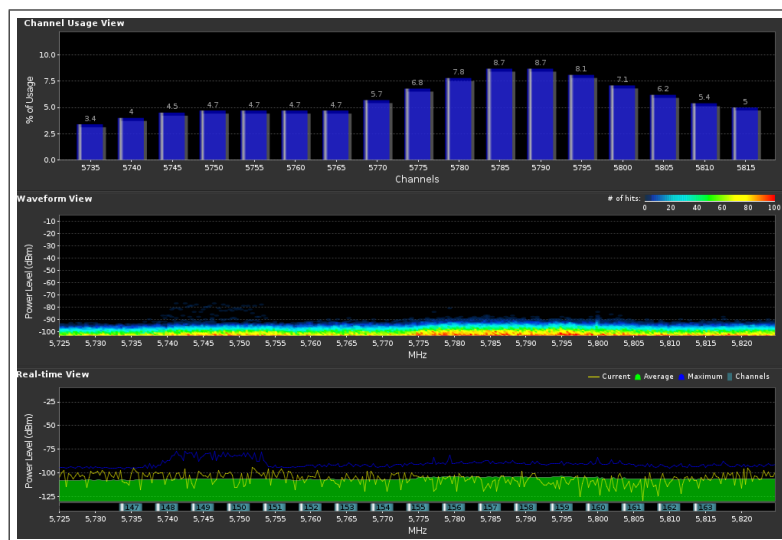 Channel Usage View
% of Usage
10.0
7.5
5.0
2.5
0.0
3.4 4 4.5 4.7 4.7 4.7 4.7 5.7 6.8 7.8 8.7 8.7 8.1 7.1 6.2 5.4 5
5735 5740 5745 5750 5755 5760 5765 5770 5775 5780 5785 5790 5795 5800 5805 5810 5815
Channels
Waveform View
# of hits:
0 20 40 60 80 100
Power Level (dBm)
-10
-20
-30
-40
-50
-60
-70
-80
-90
-100
5,725 5,730 5,735 5,740 5,745 5,750 5,755 5,760 5,765 5,770 5,775 5,780 5,785 5,790 5,795 5,800 5,805 5,810 5,815 5,820
MHz
Real-time View
Current Average Maximum Channels
Power Level (dBm)
-25
-50
-75
-100
-125
147 148 149 150 151 152 153 154 155 156 157 158 159 160 161 162 163
5,725 5,730 5,735 5,740 5,745 5,750 5,755 5,760 5,765 5,770 5,775 5,780 5,785 5,790 5,795 5,800 5,805 5,810 5,815 5,820
MHz